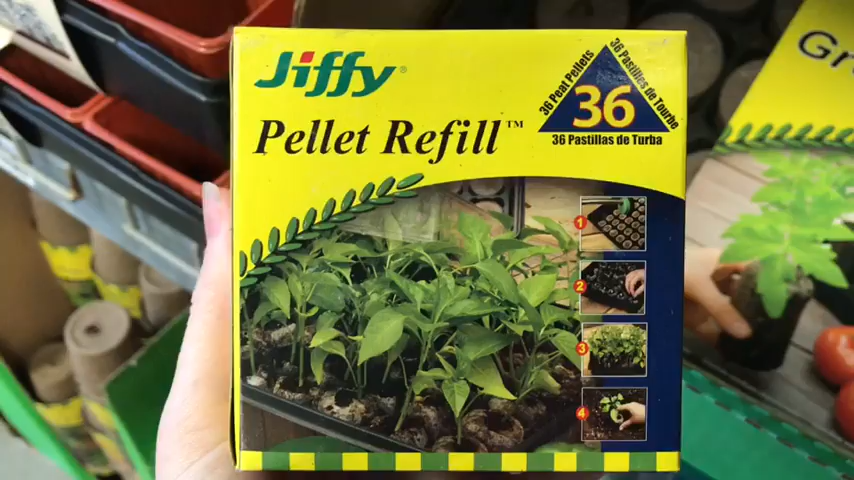 Jiffy®
Pellet Refill™
36 Peat Pellets
36 Pastilles de Tourbe
36
36 Pastillas de Turba
1
2
3
4